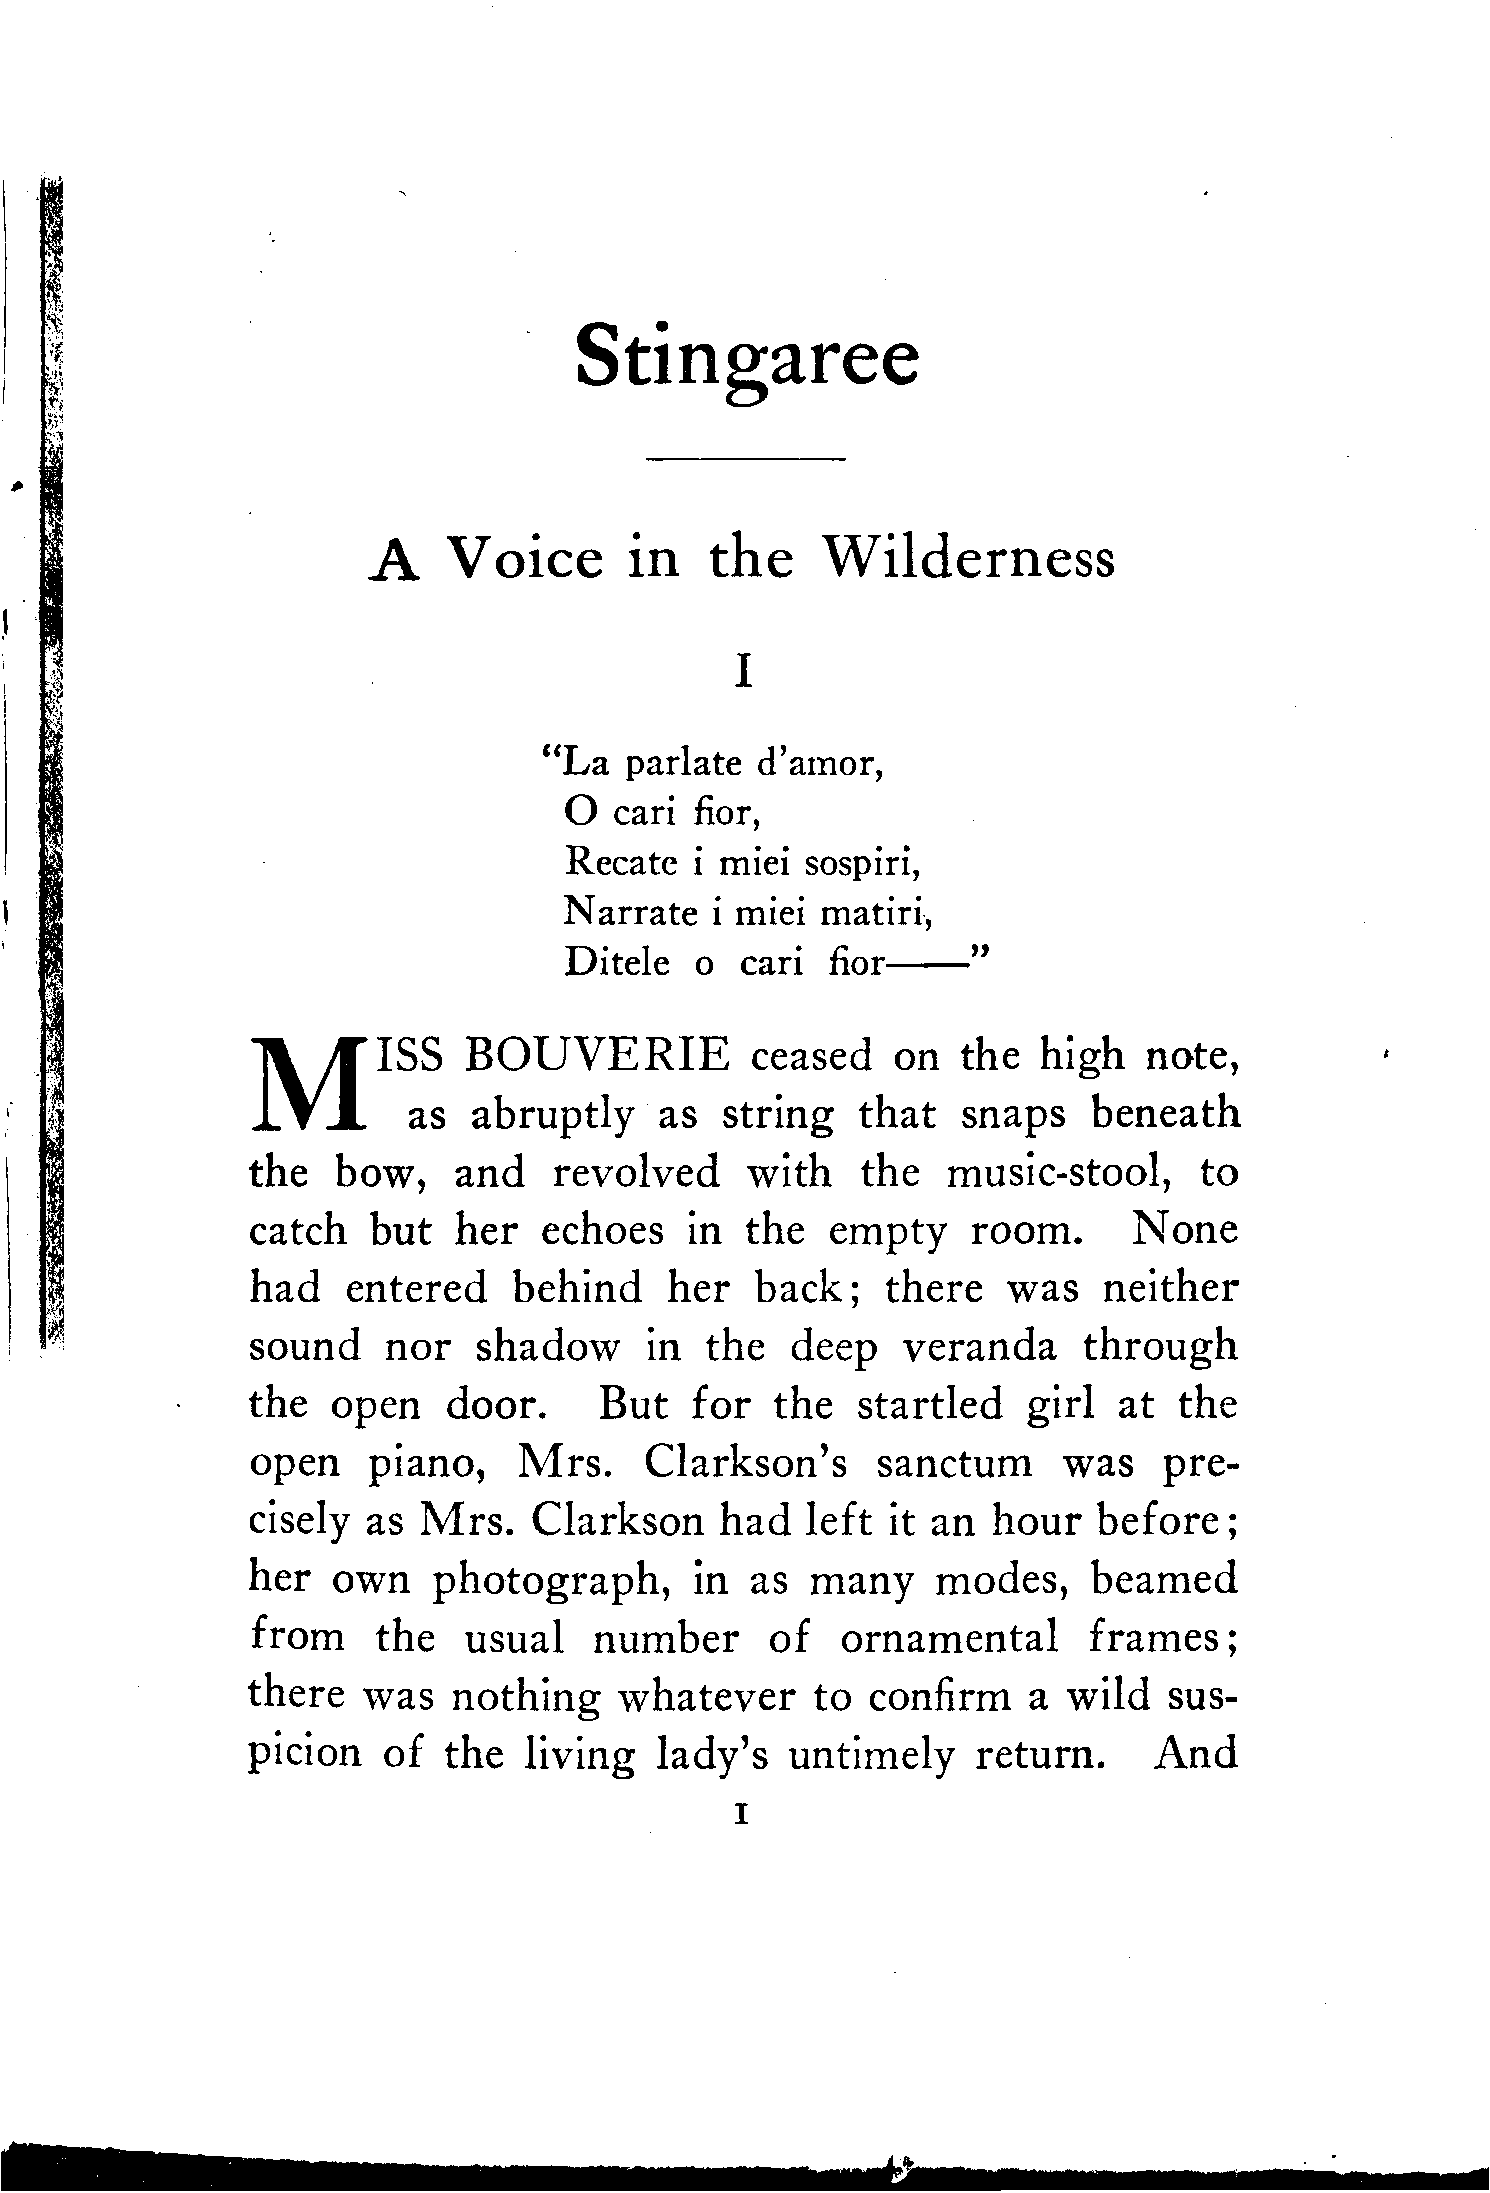 Stingaree
A Voice in the Wilderness
I
“La parlate d’amor,
O cari fior,
Recate i miei sospiri,
Narrate i miei matiri,
Ditele o cari fior——”
MISS BOUVERIE ceased on the high note,
as abruptly as string that snaps beneath
the bow, and revolved with the music-stool, to
catch but her echoes in the empty room. None
had entered behind her back; there was neither
sound nor shadow in the deep veranda through
the open door. But for the startled girl at the
open piano, Mrs. Clarkson’s sanctum was pre-
cisely as Mrs. Clarkson had left it an hour before;
her own photograph, in as many modes, beamed
from the usual number of ornamental frames;
there was nothing whatever to confirm a wild sus-
picion of the living lady’s untimely return. And
1